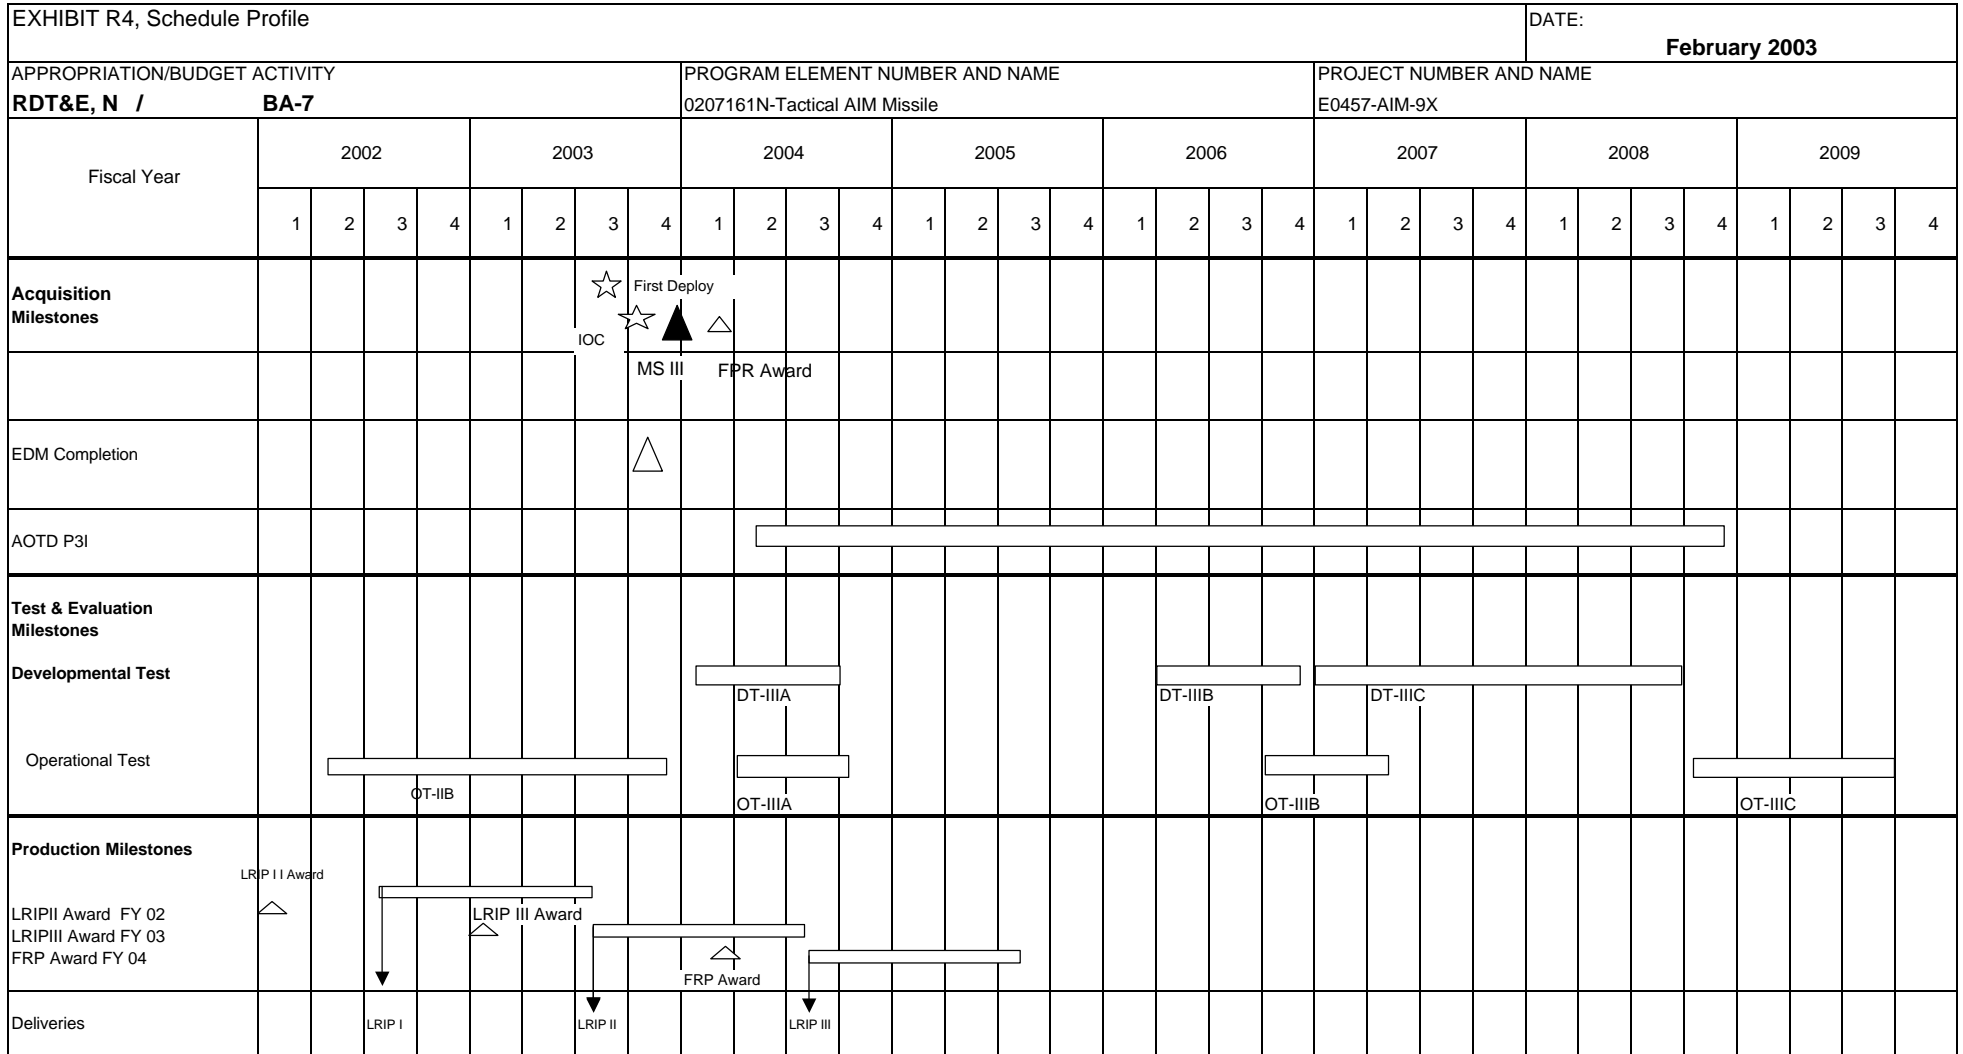 EXHIBIT R4, Schedule Profile
DATE:
February 2003
APPROPRIATION/BUDGET ACTIVITY
PROGRAM ELEMENT NUMBER AND NAME
PROJECT NUMBER AND NAME
RDT&E, N / BA-7
0207161N-Tactical AIM Missile
E0457-AIM-9X
Fiscal Year
2002 2003 2004 2005 2006 2007 2008 2009
1 2 3 4 1 2 3 4 1 2 3 4 1 2 3 4 1 2 3 4 1 2 3 4 1 2 3 4 1 2 3 4
Acquisition
Milestones
First Deploy
IOC
MS III FPR Award
EDM Completion
AOTD P3I
Test & Evaluation
Milestones
Developmental Test
DT-IIIA DT-IIIB DT-IIIC
Operational Test
OT-IIB
OT-IIIA OT-IIIB OT-IIIC
Production Milestones
LRIP I I Award
LRIPII Award FY 02
LRIP III Award
LRIPIII Award FY 03
FRP Award FY 04
FRP Award
Deliveries
LRIP I LRIP II LRIP III